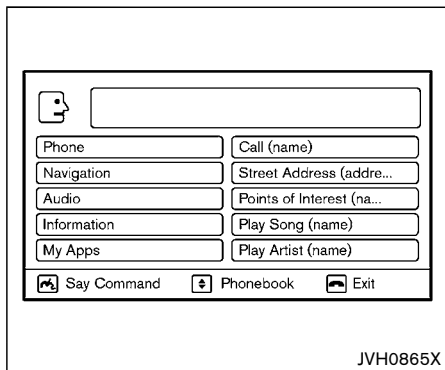 Phone Call (name)
Navigation Street Address (addre...
Audio Points of Interest (na...
Information Play Song (name)
My Apps Play Artist (name)
Say Command Phonebook Exit
JVH0865X